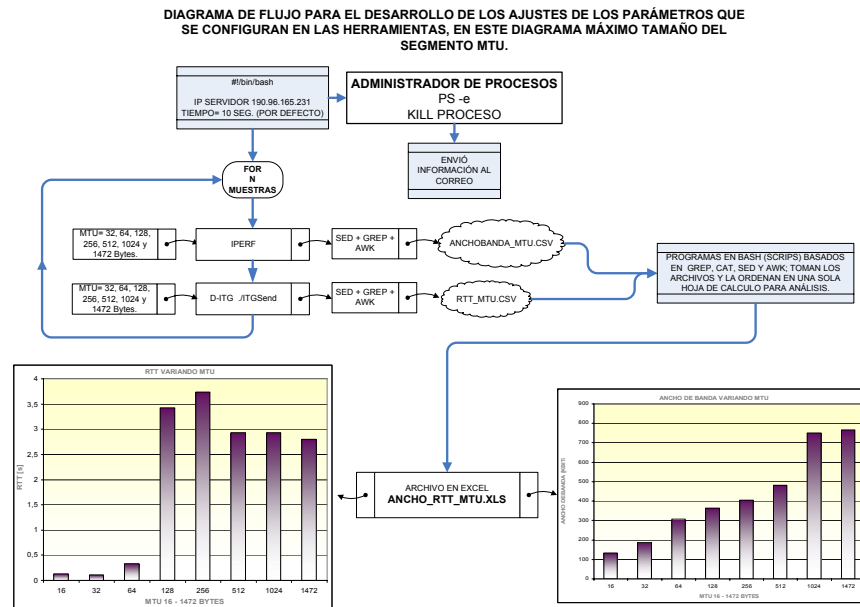 DIAGRAMA DE FLUJO PARA EL DESARROLLO DE LOS AJUSTES DE LOS PARÁMETROS QUE
SE CONFIGURAN EN LAS HERRAMIENTAS, EN ESTE DIAGRAMA MÁXIMO TAMAÑO DEL
SEGMENTO MTU.
#!/bin/bash
IP SERVIDOR 190.96.165.231
TIEMPO= 10 SEG. (POR DEFECTO)
ADMINISTRADOR DE PROCESOS
PS -e
KILL PROCESO
ENVIÓ
INFORMACIÓN AL
CORREO
FOR
N
MUESTRAS
MTU= 32, 64, 128,
256, 512, 1024 y
1472 Bytes.
IPERF
SED + GREP +
AWK
ANCHOBANDA_MTU.CSV
PROGRAMAS EN BASH (SCRIPS) BASADOS
EN GREP, CAT, SED Y AWK; TOMAN LOS
ARCHIVOS Y LA ORDENAN EN UNA SOLA
HOJA DE CALCULO PARA ANÁLISIS.
MTU= 32, 64, 128,
256, 512, 1024 y
1472 Bytes.
D-ITG ./ITGSend
SED + GREP +
AWK
RTT_MTU.CSV
RTT VARIANDO MTU
RTT [s]
4
3,5
3
2,5
2
1,5
1
0,5
0
16 32 64 128 256 512 1024 1472
MTU 16 - 1472 BYTES
ARCHIVO EN EXCEL
ANCHO_RTT_MTU.XLS
ANCHO DE BANDA VARIANDO MTU
ANCHO DEBANDA [KBIT]
900
800
700
600
500
400
300
200
100
0
16 32 64 128 256 512 1024 1472
MTU 16 - 1472 BYTES